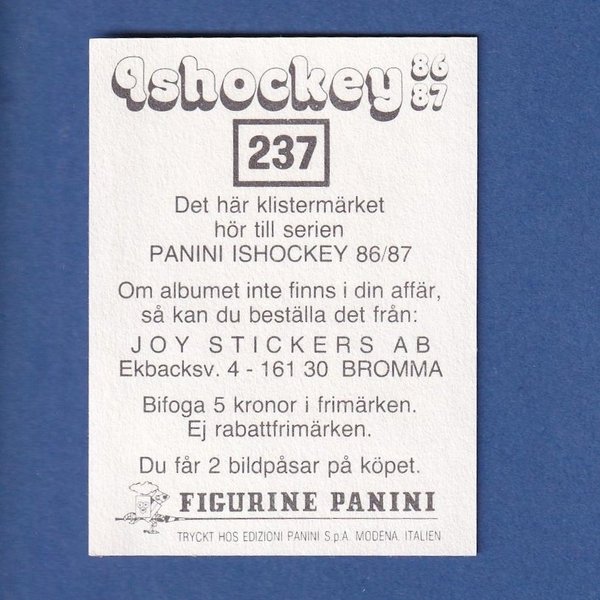 Ishockey 86
87
237
Det här klistermärket
hör till serien
PANINI ISHOCKEY 86/87
Om albumet inte finns i din affär,
så kan du beställa det från:
JOY STICKERS AB
Ekbacksv. 4 - 161 30 BROMMA
Bifoga 5 kronor i frimärken.
Ej rabattfrimärken.
Du får 2 bildpåsar på köpet.
FIGURINE PANINI
TRYCKT HOS EDIZIONI PANINI S.p.A. MODENA, ITALIEN